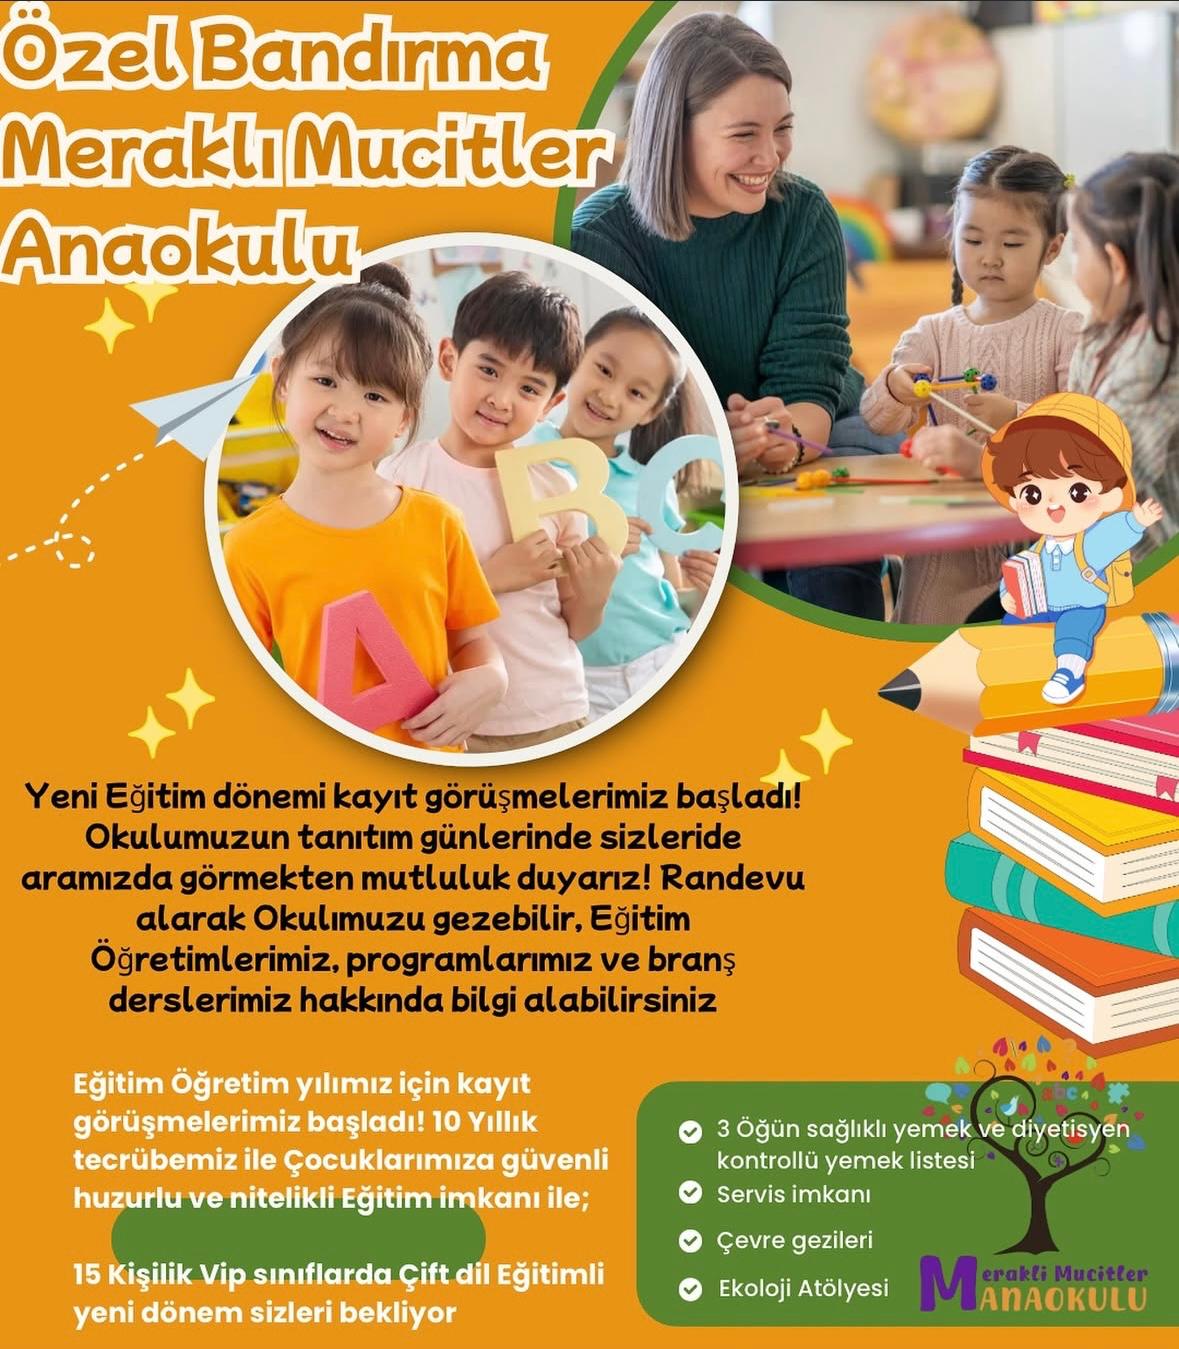 Özel Bandırma
Meraklı Mucitler
Anaokulu
A
B
C
Yeni Eğitim dönemi kayıt görüşmelerimiz başladı!
Okulumuzun tanıtım günlerinde sizleride
aramızda görmekten mutluluk duyarız! Randevu
alarak Okulımuzu gezebilir, Eğitim
Öğretimlerimiz, programlarımız ve branş
derslerimiz hakkında bilgi alabilirsiniz
Eğitim Öğretim yılımız için kayıt
görüşmelerimiz başladı! 10 Yıllık
tecrübemiz ile Çocuklarımıza güvenli
huzurlu ve nitelikli Eğitim imkanı ile;
15 Kişilik Vip sınıflarda Çift dil Eğitimli
yeni dönem sizleri bekliyor
3 Öğün sağlıklı yemek ve diyetisyen
kontrollü yemek listesi
Servis imkanı
Çevre gezileri
Ekoloji Atölyesi
abc
Merakli Mucitler
ANAOKULU